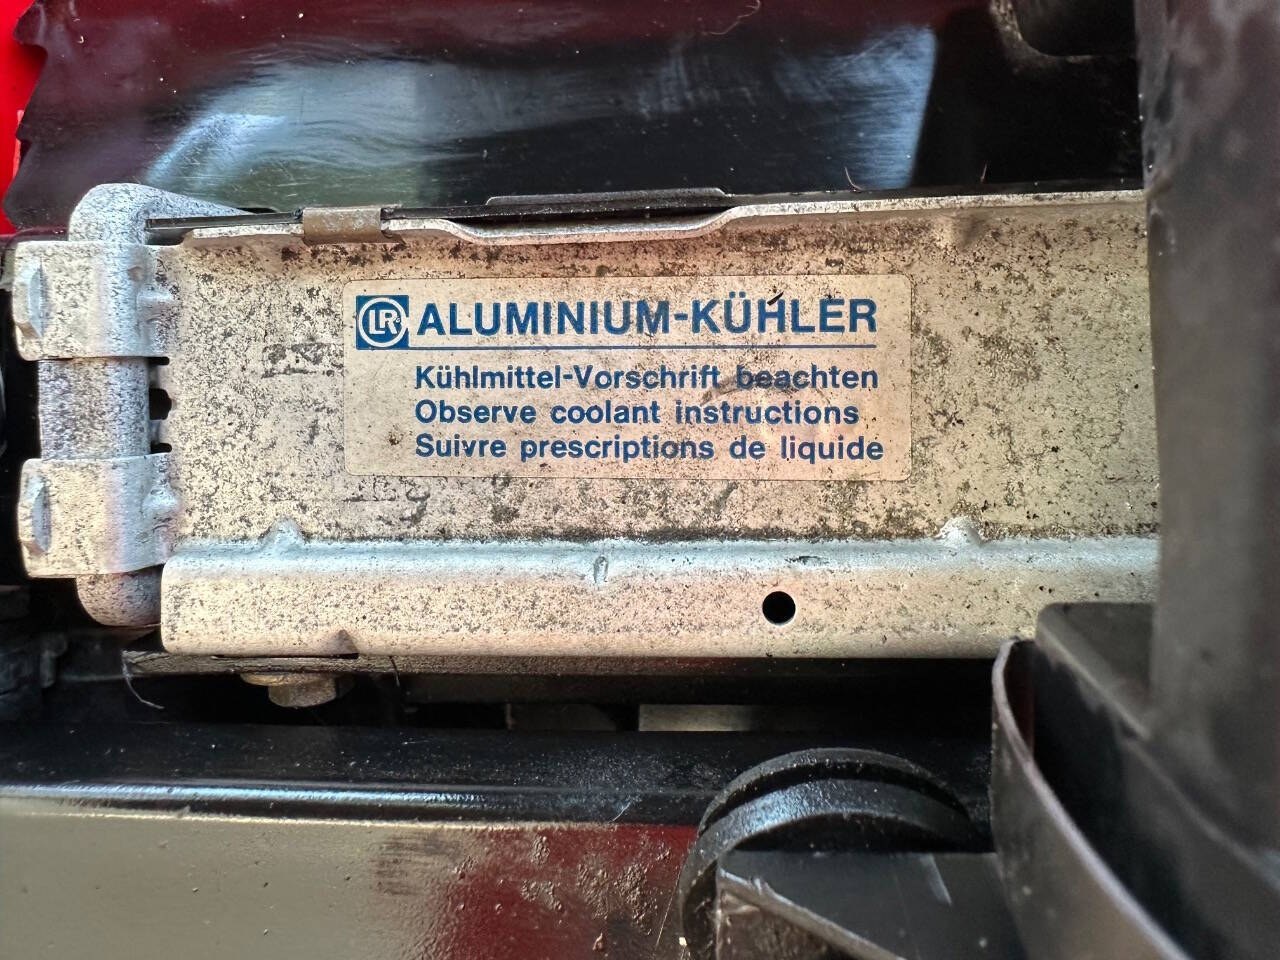 LR ALUMINIUM-KÜHLER
Kühlmittel-Vorschrift beachten
Observe coolant instructions
Suivre prescriptions de liquide